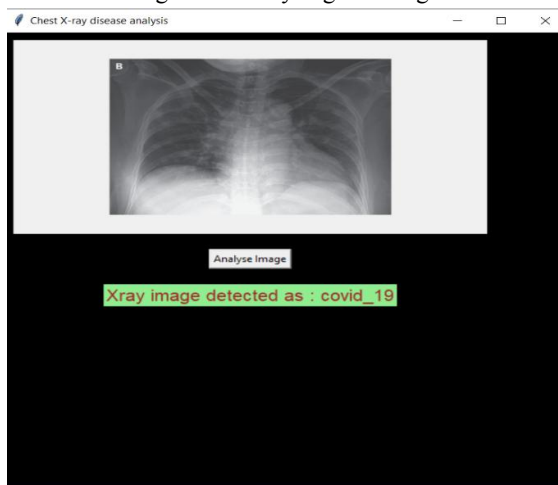 Chest X-ray disease analysis
B
Analyse Image
Xray image detected as : covid_19